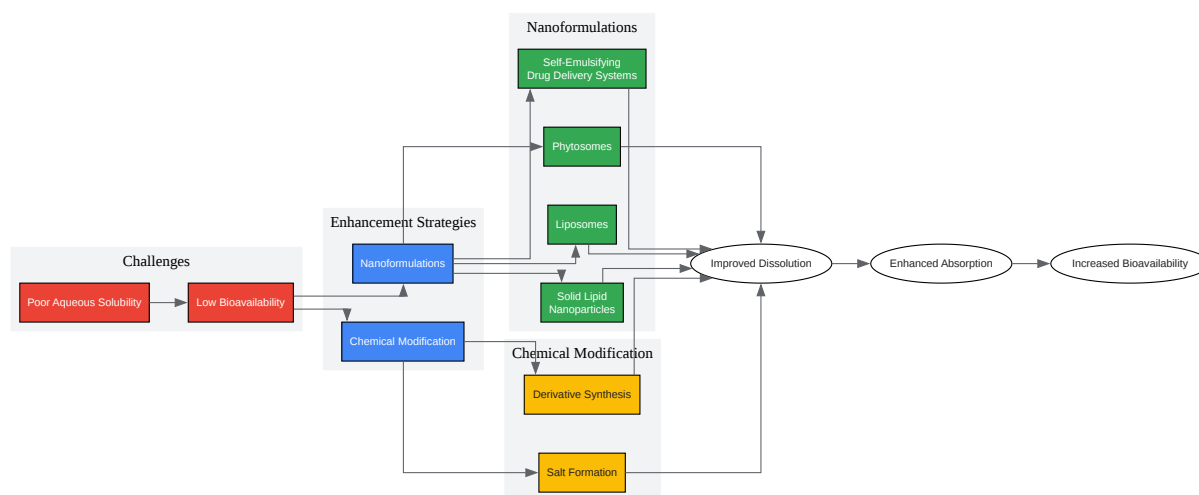 Nanoformulations
Self-Emulsifying
Drug Delivery Systems
Phytosomes
Enhancement Strategies
Liposomes
Nanoformulations
Challenges
Improved Dissolution
Enhanced Absorption
Increased Bioavailability
Poor Aqueous Solubility
Low Bioavailability
Solid Lipid
Nanoparticles
Chemical Modification
Chemical Modification
Derivative Synthesis
Salt Formation